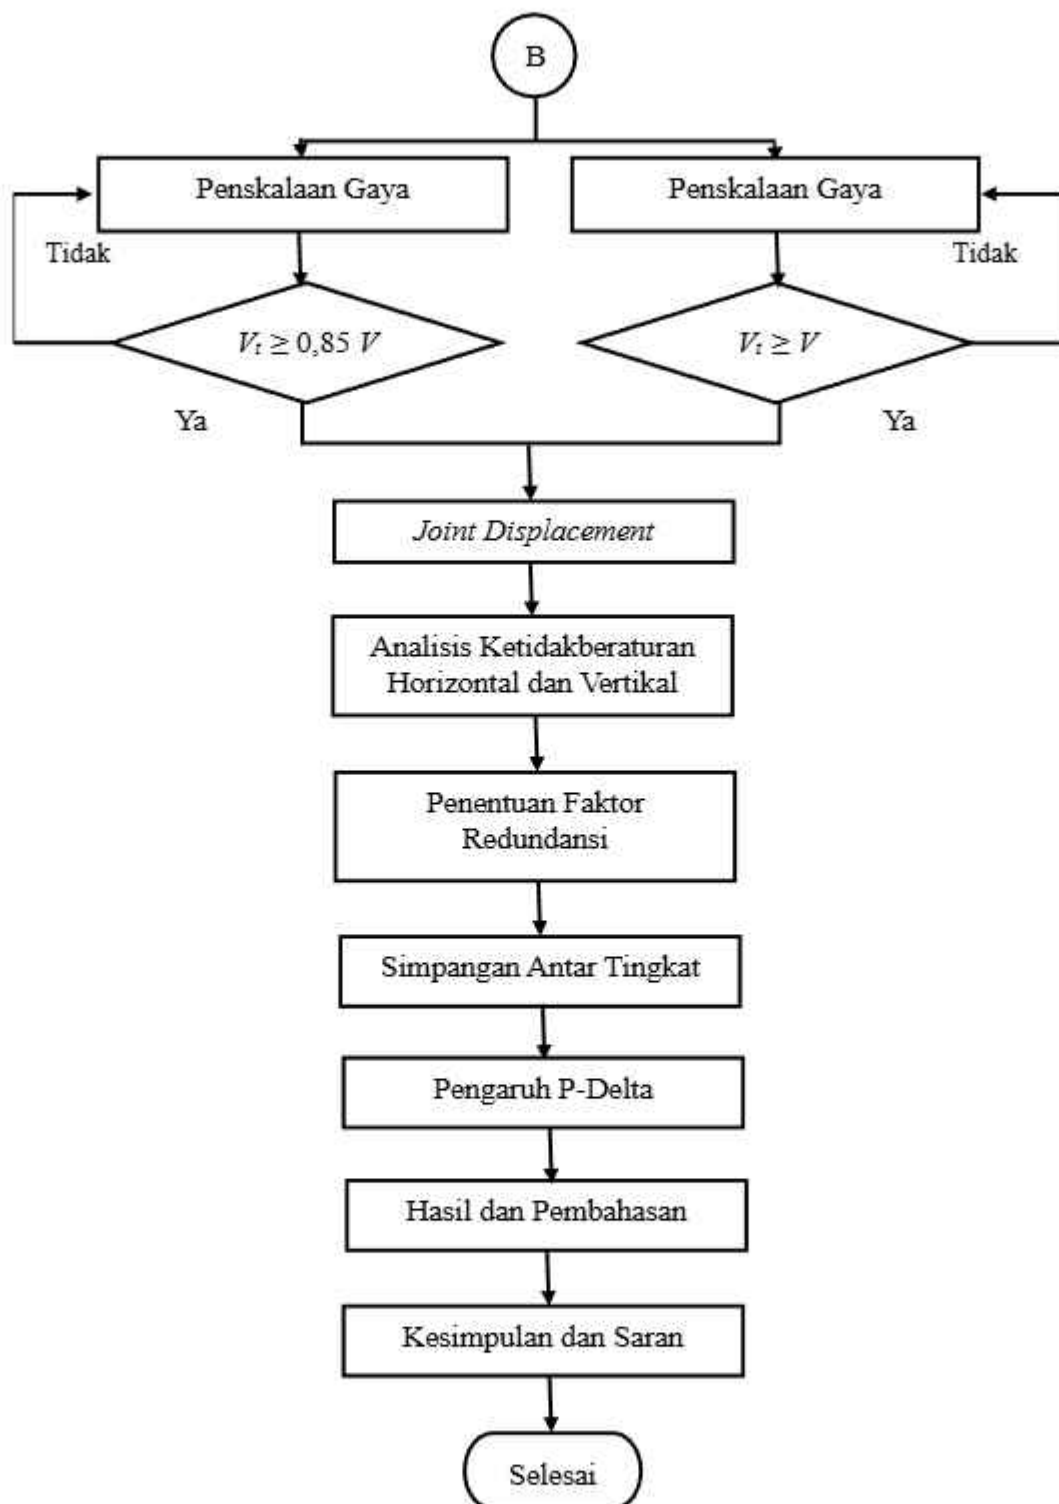 B
Penskalaan Gaya
Penskalaan Gaya
Tidak
Tidak
Vt ≥ 0,85 V
Vt ≥ V
Ya
Ya
Joint Displacement
Analisis Ketidakberaturan
Horizontal dan Vertikal
Penentuan Faktor
Redundansi
Simpangan Antar Tingkat
Pengaruh P-Delta
Hasil dan Pembahasan
Kesimpulan dan Saran
Selesai